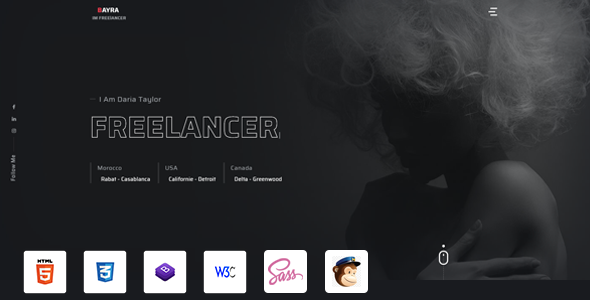 BAYRA
IM FREElANCER
I Am Daria Taylor
FREELANCER
Morocco
Rabat - Casablanca
USA
Californie - Detroit
Canada
Delta - Greenwood
Follow Me
HTML
5
3
B
W3C
Sass